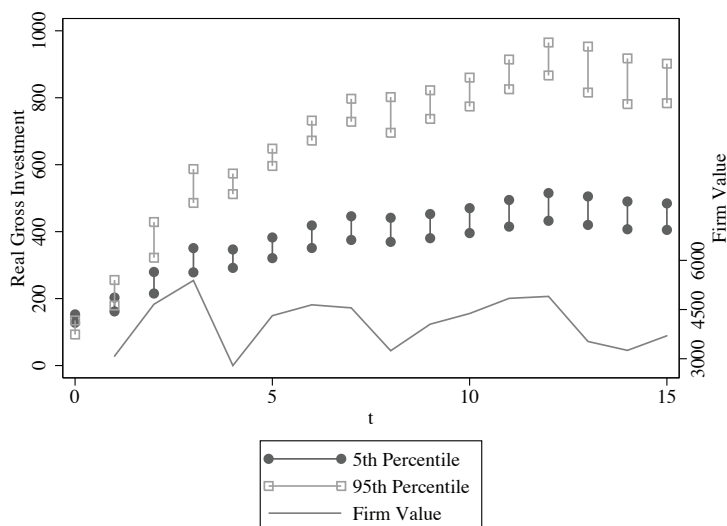 1000
800
600
400
200
0
Real Gross Investment
6000
4500
3000
Firm Value
0 5 10 15
t
5th Percentile
95th Percentile
Firm Value